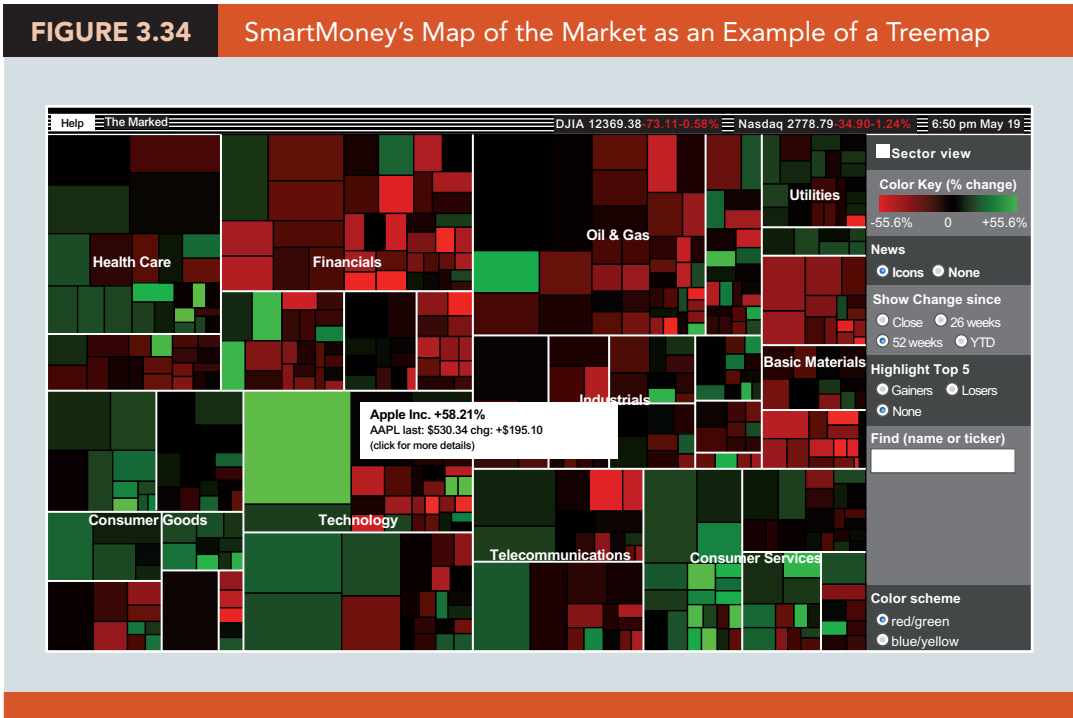 FIGURE 3.34
SmartMoney's Map of the Market as an Example of a Treemap
Help The Marked DJIA 12369.38-73.11-0.58% Nasdaq 2778.79-34.90-1.24% 6:50 pm May 19
Sector view
Color Key (% change)
-55.6% 0 +55.6%
News
Icons None
Show Change since
Close 26 weeks
52 weeks YTD
Highlight Top 5
Gainers Losers
None
Find (name or ticker)
Color scheme
red/green
blue/yellow
Health Care
Financials
Oil & Gas
Utilities
Basic Materials
Industrials
Apple Inc. +58.21%
AAPL last: $530.34 chg: +$195.10
(click for more details)
Consumer Goods
Technology
Telecommunications
Consumer Services